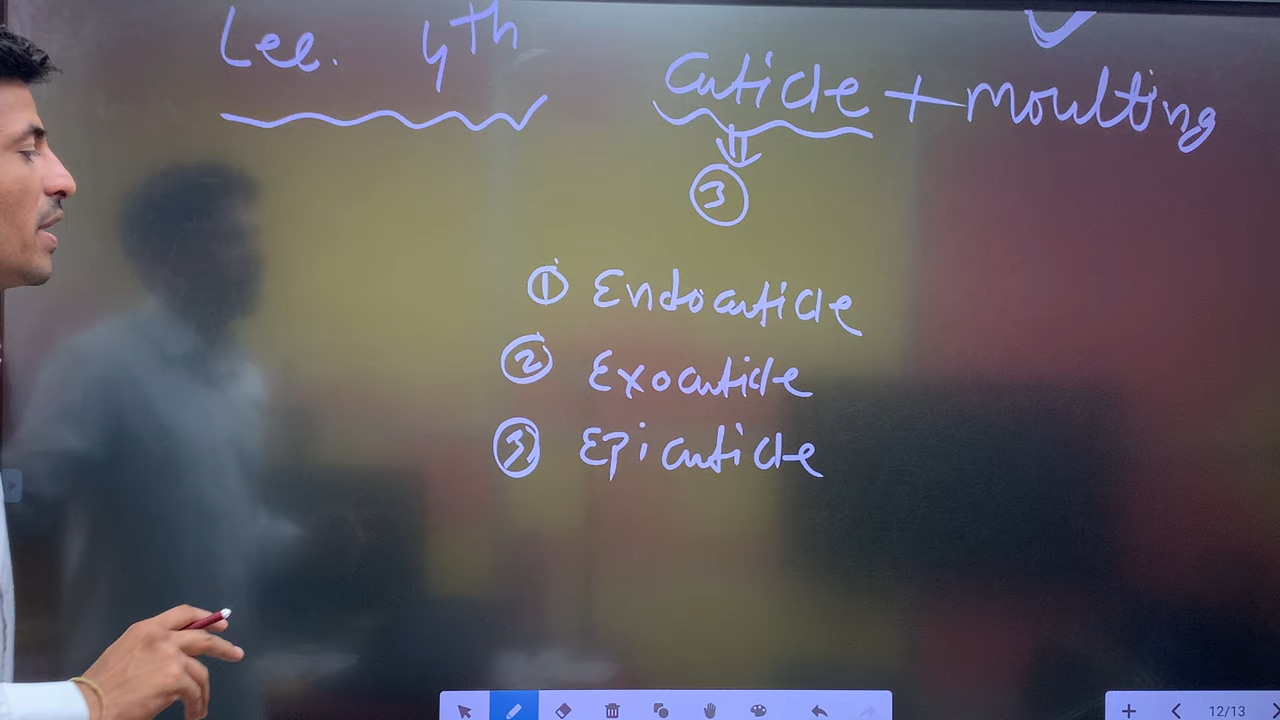 Lec. 4th
Cuticle + Moulting
3
1 Endocuticle
2 Exocuticle
3 Epicuticle
12/13